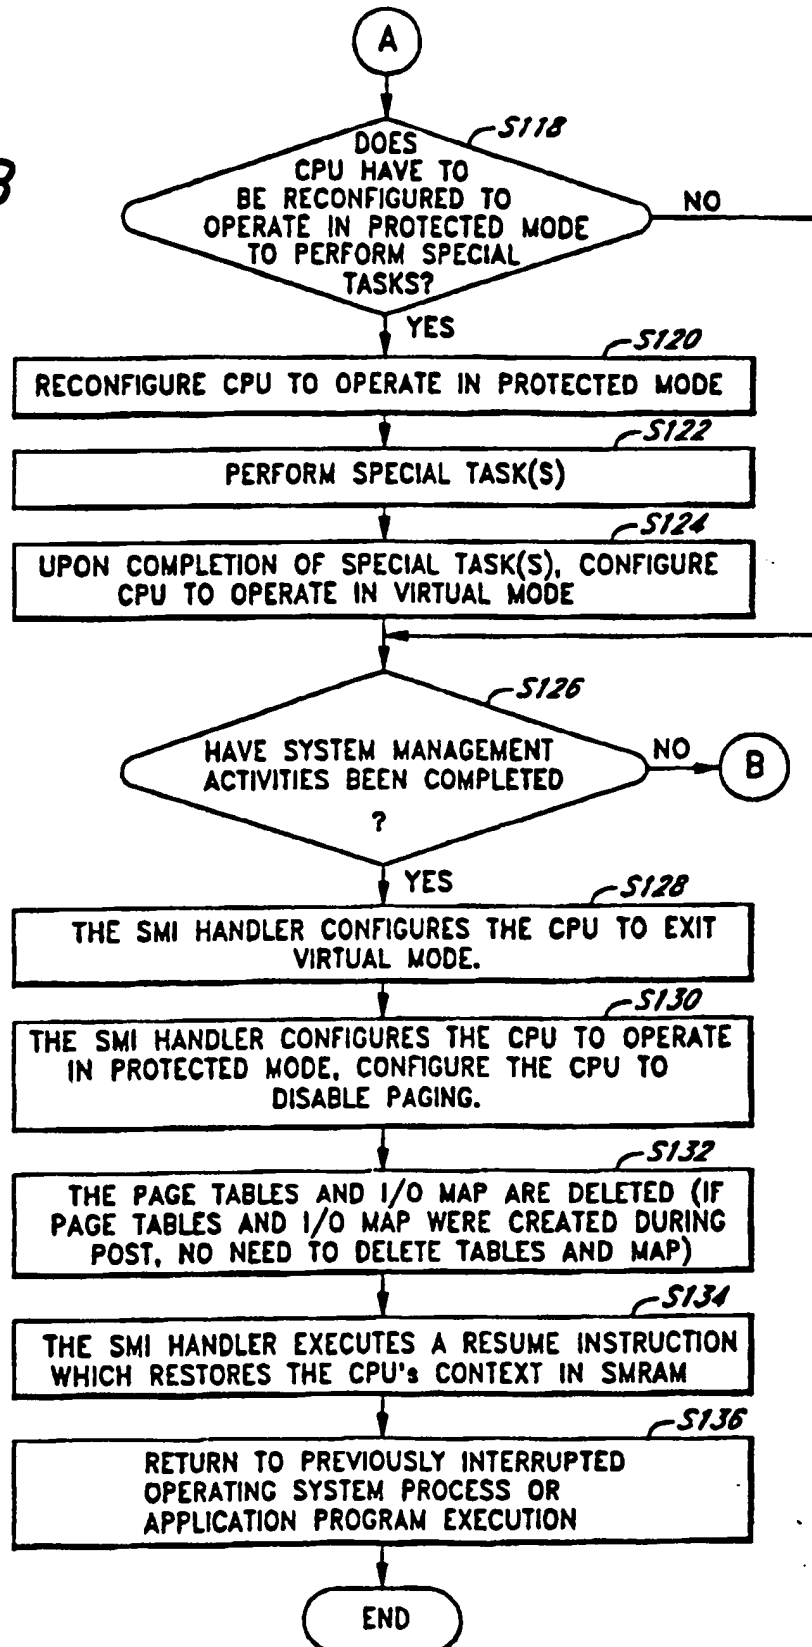 A
S118
DOES
CPU HAVE TO
BE RECONFIGURED TO
OPERATE IN PROTECTED MODE
TO PERFORM SPECIAL
TASKS?
NO
YES
S120
RECONFIGURE CPU TO OPERATE IN PROTECTED MODE
S122
PERFORM SPECIAL TASK(S)
S124
UPON COMPLETION OF SPECIAL TASK(S), CONFIGURE
CPU TO OPERATE IN VIRTUAL MODE
S126
HAVE SYSTEM MANAGEMENT
ACTIVITIES BEEN COMPLETED
?
NO
B
YES
S128
THE SMI HANDLER CONFIGURES THE CPU TO EXIT
VIRTUAL MODE.
S130
THE SMI HANDLER CONFIGURES THE CPU TO OPERATE
IN PROTECTED MODE, CONFIGURE THE CPU TO
DISABLE PAGING.
S132
THE PAGE TABLES AND I/O MAP ARE DELETED (IF
PAGE TABLES AND I/O MAP WERE CREATED DURING
POST, NO NEED TO DELETE TABLES AND MAP)
S134
THE SMI HANDLER EXECUTES A RESUME INSTRUCTION
WHICH RESTORES THE CPU's CONTEXT IN SMRAM
S136
RETURN TO PREVIOUSLY INTERRUPTED
OPERATING SYSTEM PROCESS OR
APPLICATION PROGRAM EXECUTION
END